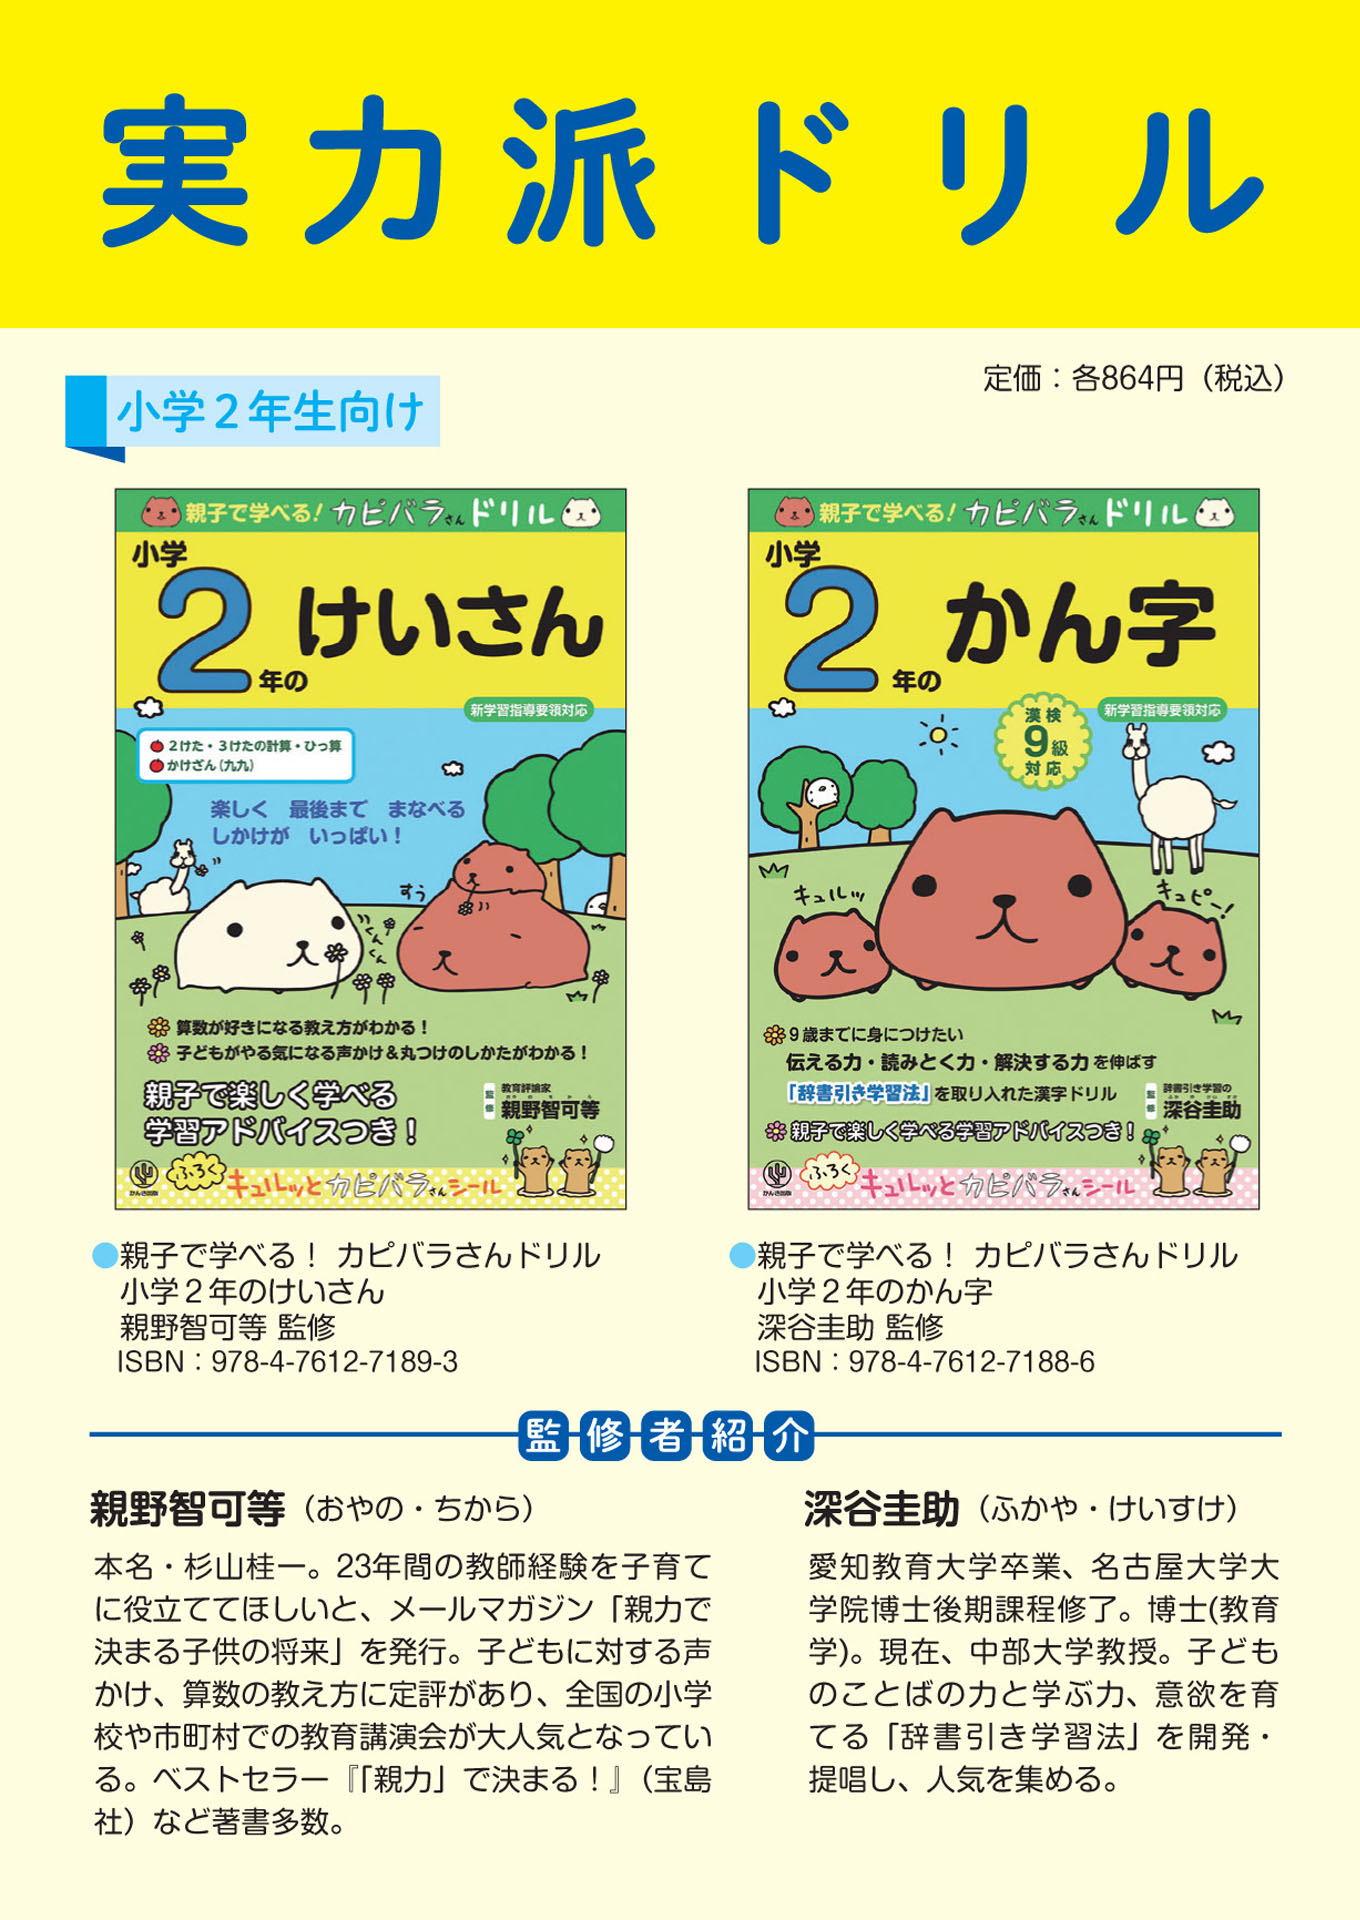 実力派ドリル
定価：各864円（税込）
小学２年生向け
親子で学べる！カピバラさんドリル
小学
2年の
けいさん
新学習指導要領対応
２けた・３けたの計算・ひっ算
かけざん（九九）
楽しく　最後まで　まなべる
しかけが　いっぱい！
すう
くんくん
算数が好きになる教え方がわかる！
子どもがやる気になる声かけ＆丸つけのしかたがわかる！
親子で楽しく学べる
学習アドバイスつき！
監修
教育評論家
親野智可等
かんき出版
ふろく
キュルッとカピバラさんシール
親子で学べる！カピバラさんドリル
小学
2年の
かん字
新学習指導要領対応
漢検
9級
対応
キュルッ
キュピー！
９歳までに身につけたい
伝える力・読みとく力・解決する力を伸ばす
「辞書引き学習法」を取り入れた漢字ドリル
監修
辞書引き学習の
深谷圭助
親子で楽しく学べる学習アドバイスつき！
かんき出版
ふろく
キュルッとカピバラさんシール
●親子で学べる！ カピバラさんドリル
小学２年のけいさん
親野智可等 監修
ISBN：978-4-7612-7189-3
●親子で学べる！ カピバラさんドリル
小学２年のかん字
深谷圭助 監修
ISBN：978-4-7612-7188-6
監修者紹介
親野智可等（おやの・ちから）
本名・杉山桂一。23年間の教師経験を子育て
に役立ててほしいと、メールマガジン「親力で
決まる子供の将来」を発行。子どもに対する声
かけ、算数の教え方に定評があり、全国の小学
校や市町村での教育講演会が大人気となってい
る。ベストセラー『「親力」で決まる！』（宝島
社）など著書多数。
深谷圭助（ふかや・けいすけ）
愛知教育大学卒業、名古屋大学大
学院博士後期課程修了。博士(教育
学)。現在、中部大学教授。子ども
のことばの力と学ぶ力、意欲を育
てる「辞書引き学習法」を開発・
提唱し、人気を集める。